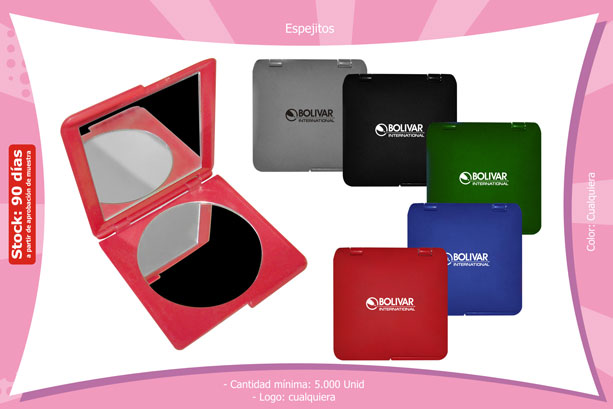 Espejitos
BOLIVAR
INTERNATIONAL
BOLIVAR
INTERNATIONAL
BOLIVAR
INTERNATIONAL
BOLIVAR
INTERNATIONAL
BOLIVAR
INTERNATIONAL
Stock: 90 días
a partir de aprobación de muestra
Color: Cualquiera
- Cantidad mínima: 5.000 Unid
- Logo: cualquiera